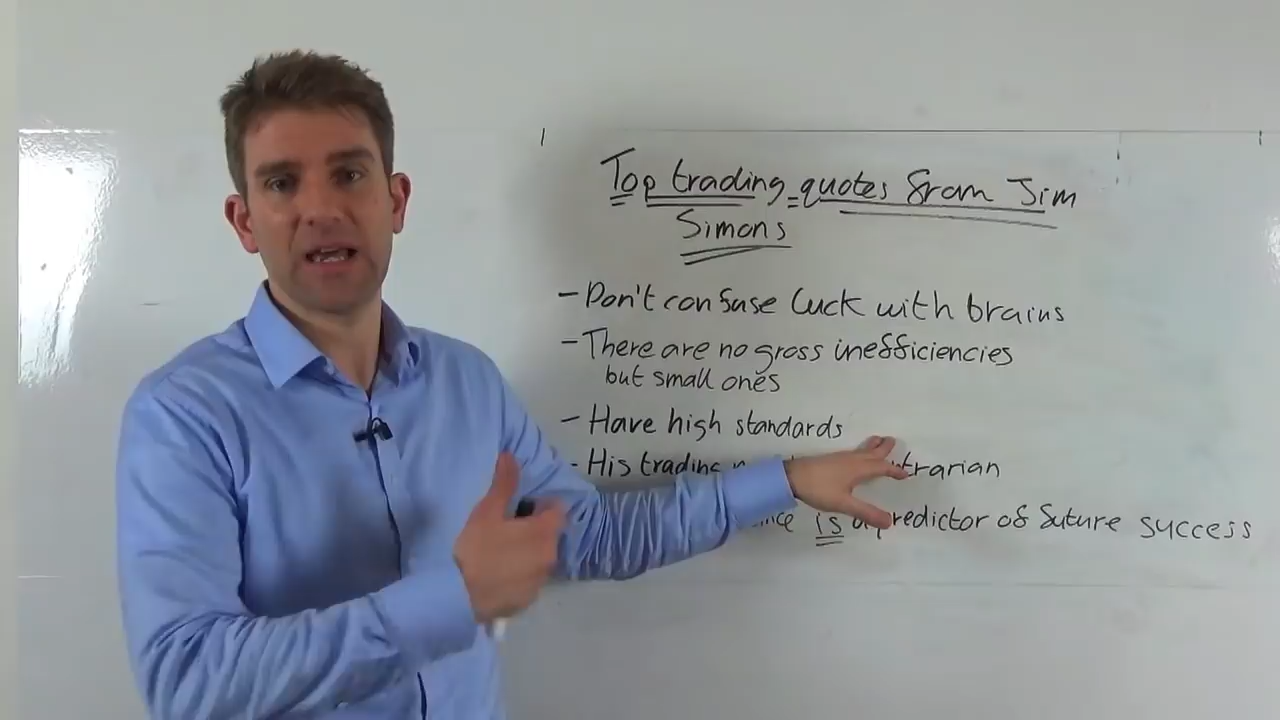 Top trading quotes from Jim
Simons
- Don't confuse luck with brains
- There are no gross inefficiencies
but small ones
- Have high standards
- His trading trarian
is a predictor of future success